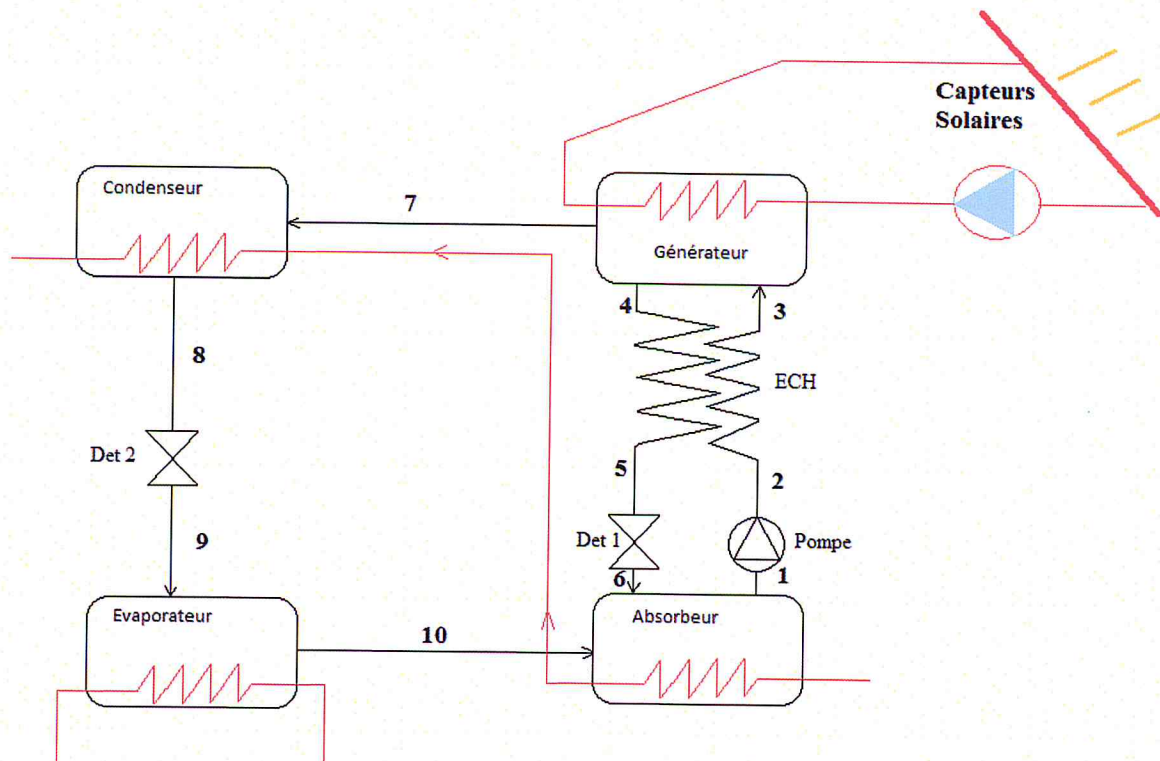 Capteurs
Solaires
Condenseur
7
Générateur
4
3
8
ECH
Det 2
5
2
9
Det 1
Pompe
6
1
Evaporateur
Absorbeur
10